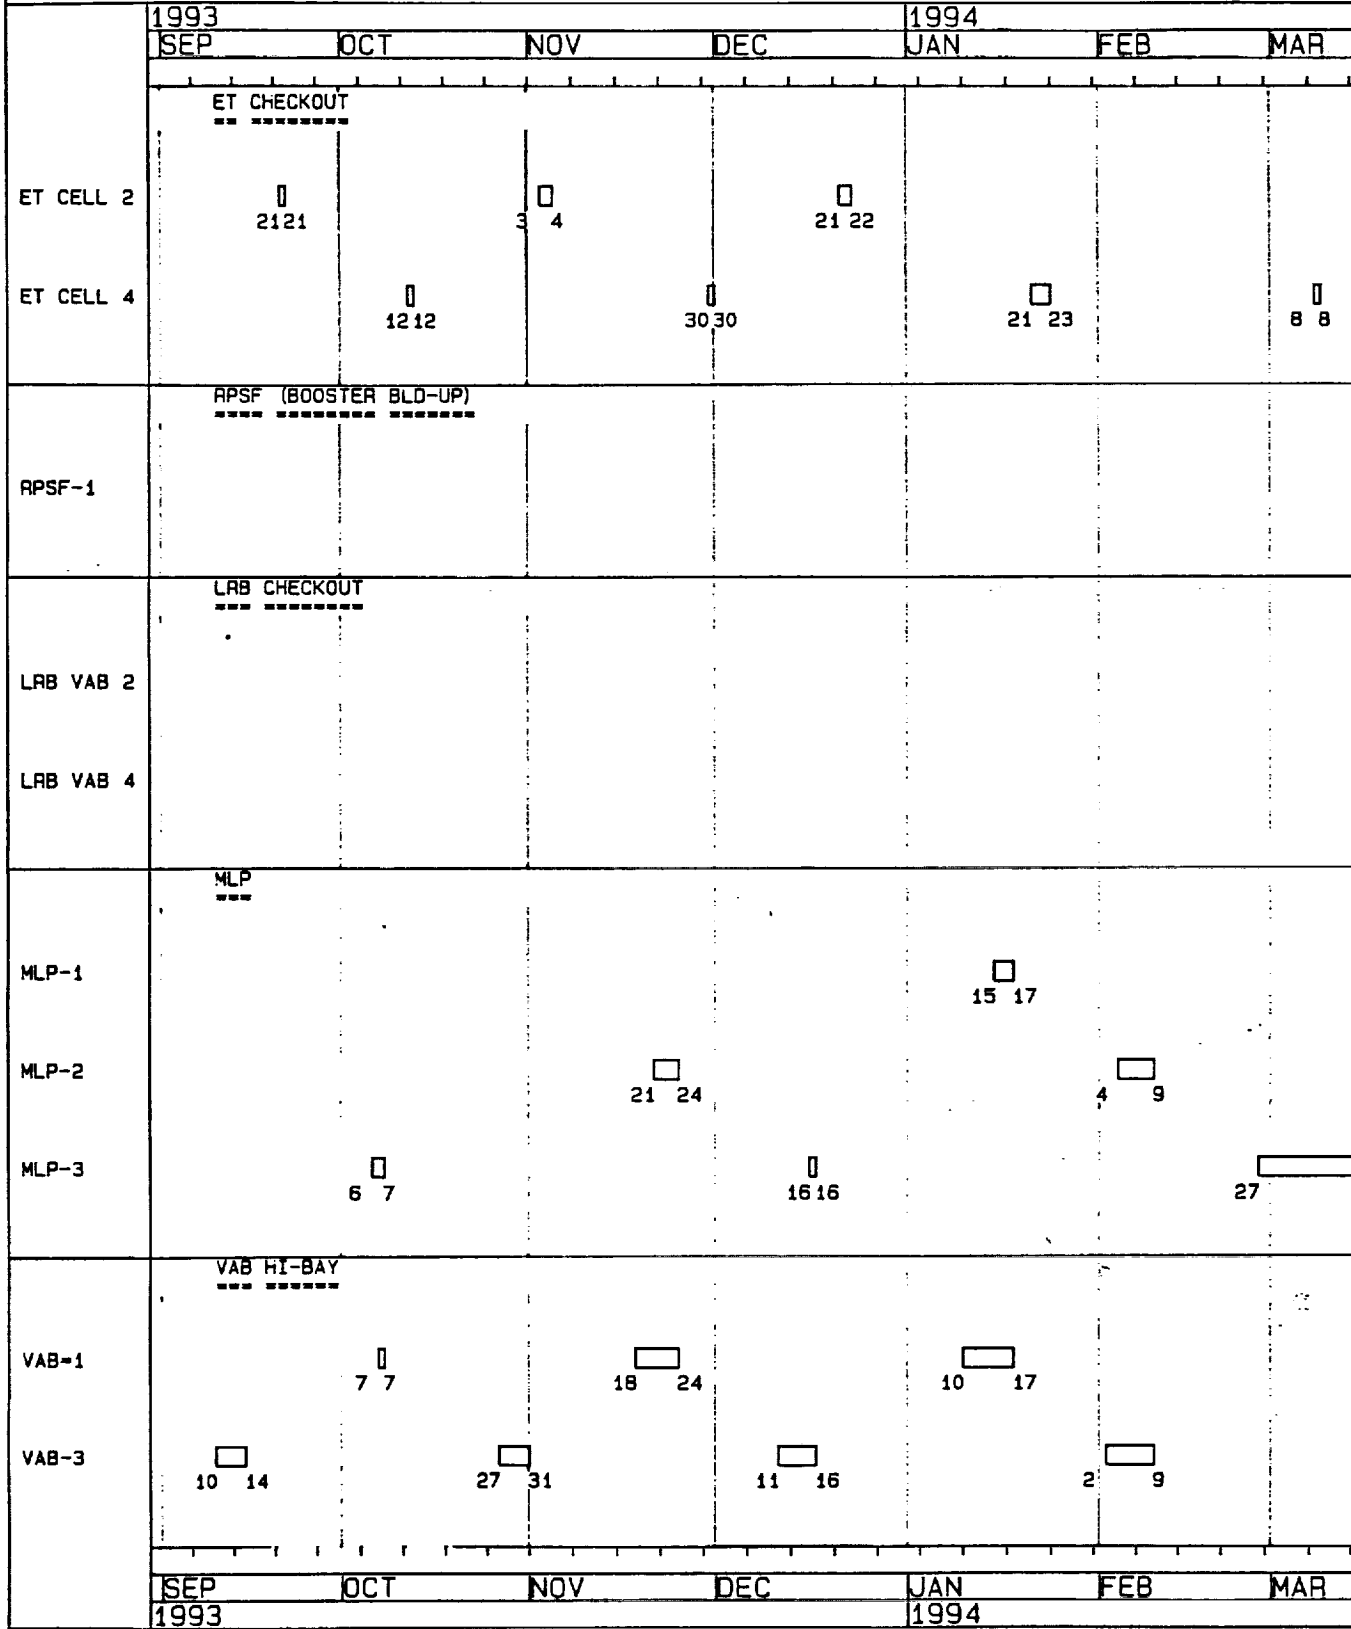 1993 1994
SEP OCT NOV DEC JAN FEB MAR
ET CHECKOUT
ET CELL 2
21 21 3 4 21 22
ET CELL 4
12 12 30 30 21 23 8 8
RPSF (BOOSTER BLD-UP)
RPSF-1
LRB CHECKOUT
LRB VAB 2
LRB VAB 4
MLP
MLP-1
15 17
MLP-2
21 24 4 9
MLP-3
6 7 16 16 27
VAB HI-BAY
VAB-1
7 7 18 24 10 17
VAB-3
10 14 27 31 11 16 2 9
SEP OCT NOV DEC JAN FEB MAR
1993 1994